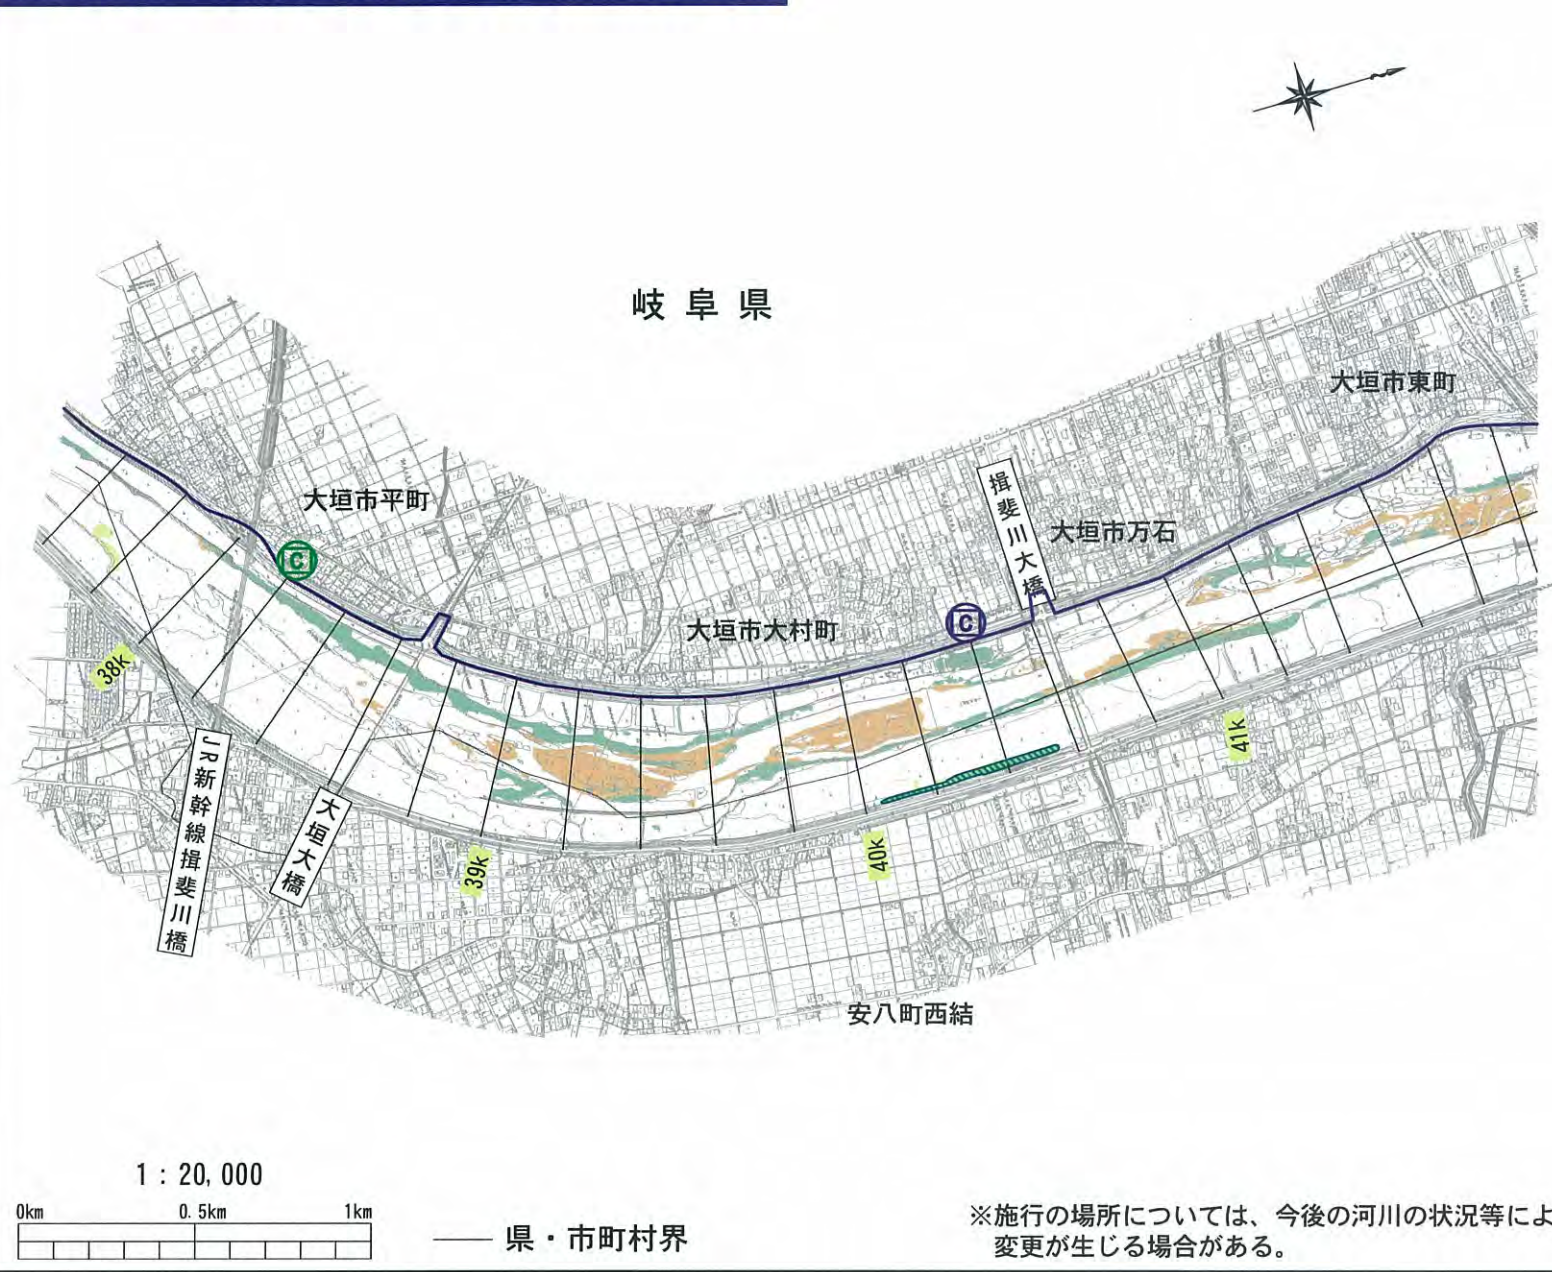 岐阜県
大垣市東町
大垣市平町
揖斐川大橋
大垣市万石
C
C
大垣市大村町
38k
JR新幹線揖斐川橋
大垣大橋
39k
40k
41k
安八町西結
1:20,000
0km 0.5km 1km
県・市町村界
※施行の場所については、今後の河川の状況等によ
変更が生じる場合がある。